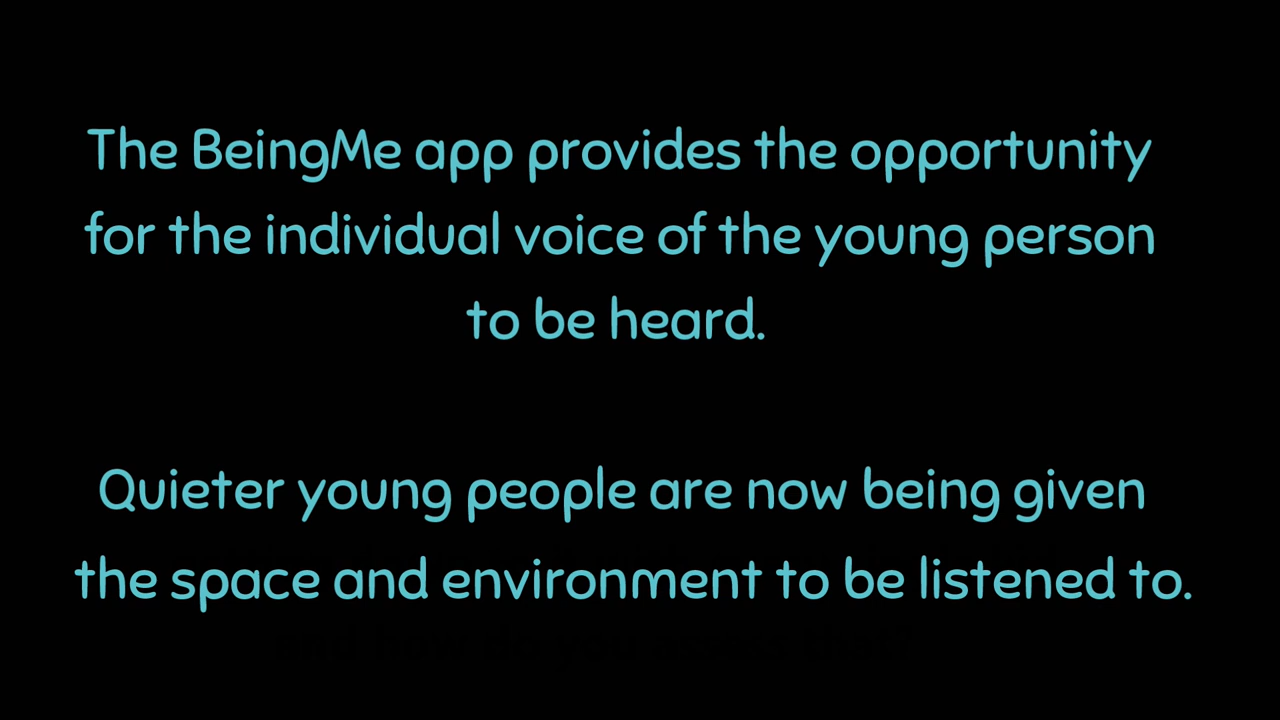 The BeingMe app provides the opportunity
for the individual voice of the young person
to be heard.
Quieter young people are now being given
the space and environment to be listened to.